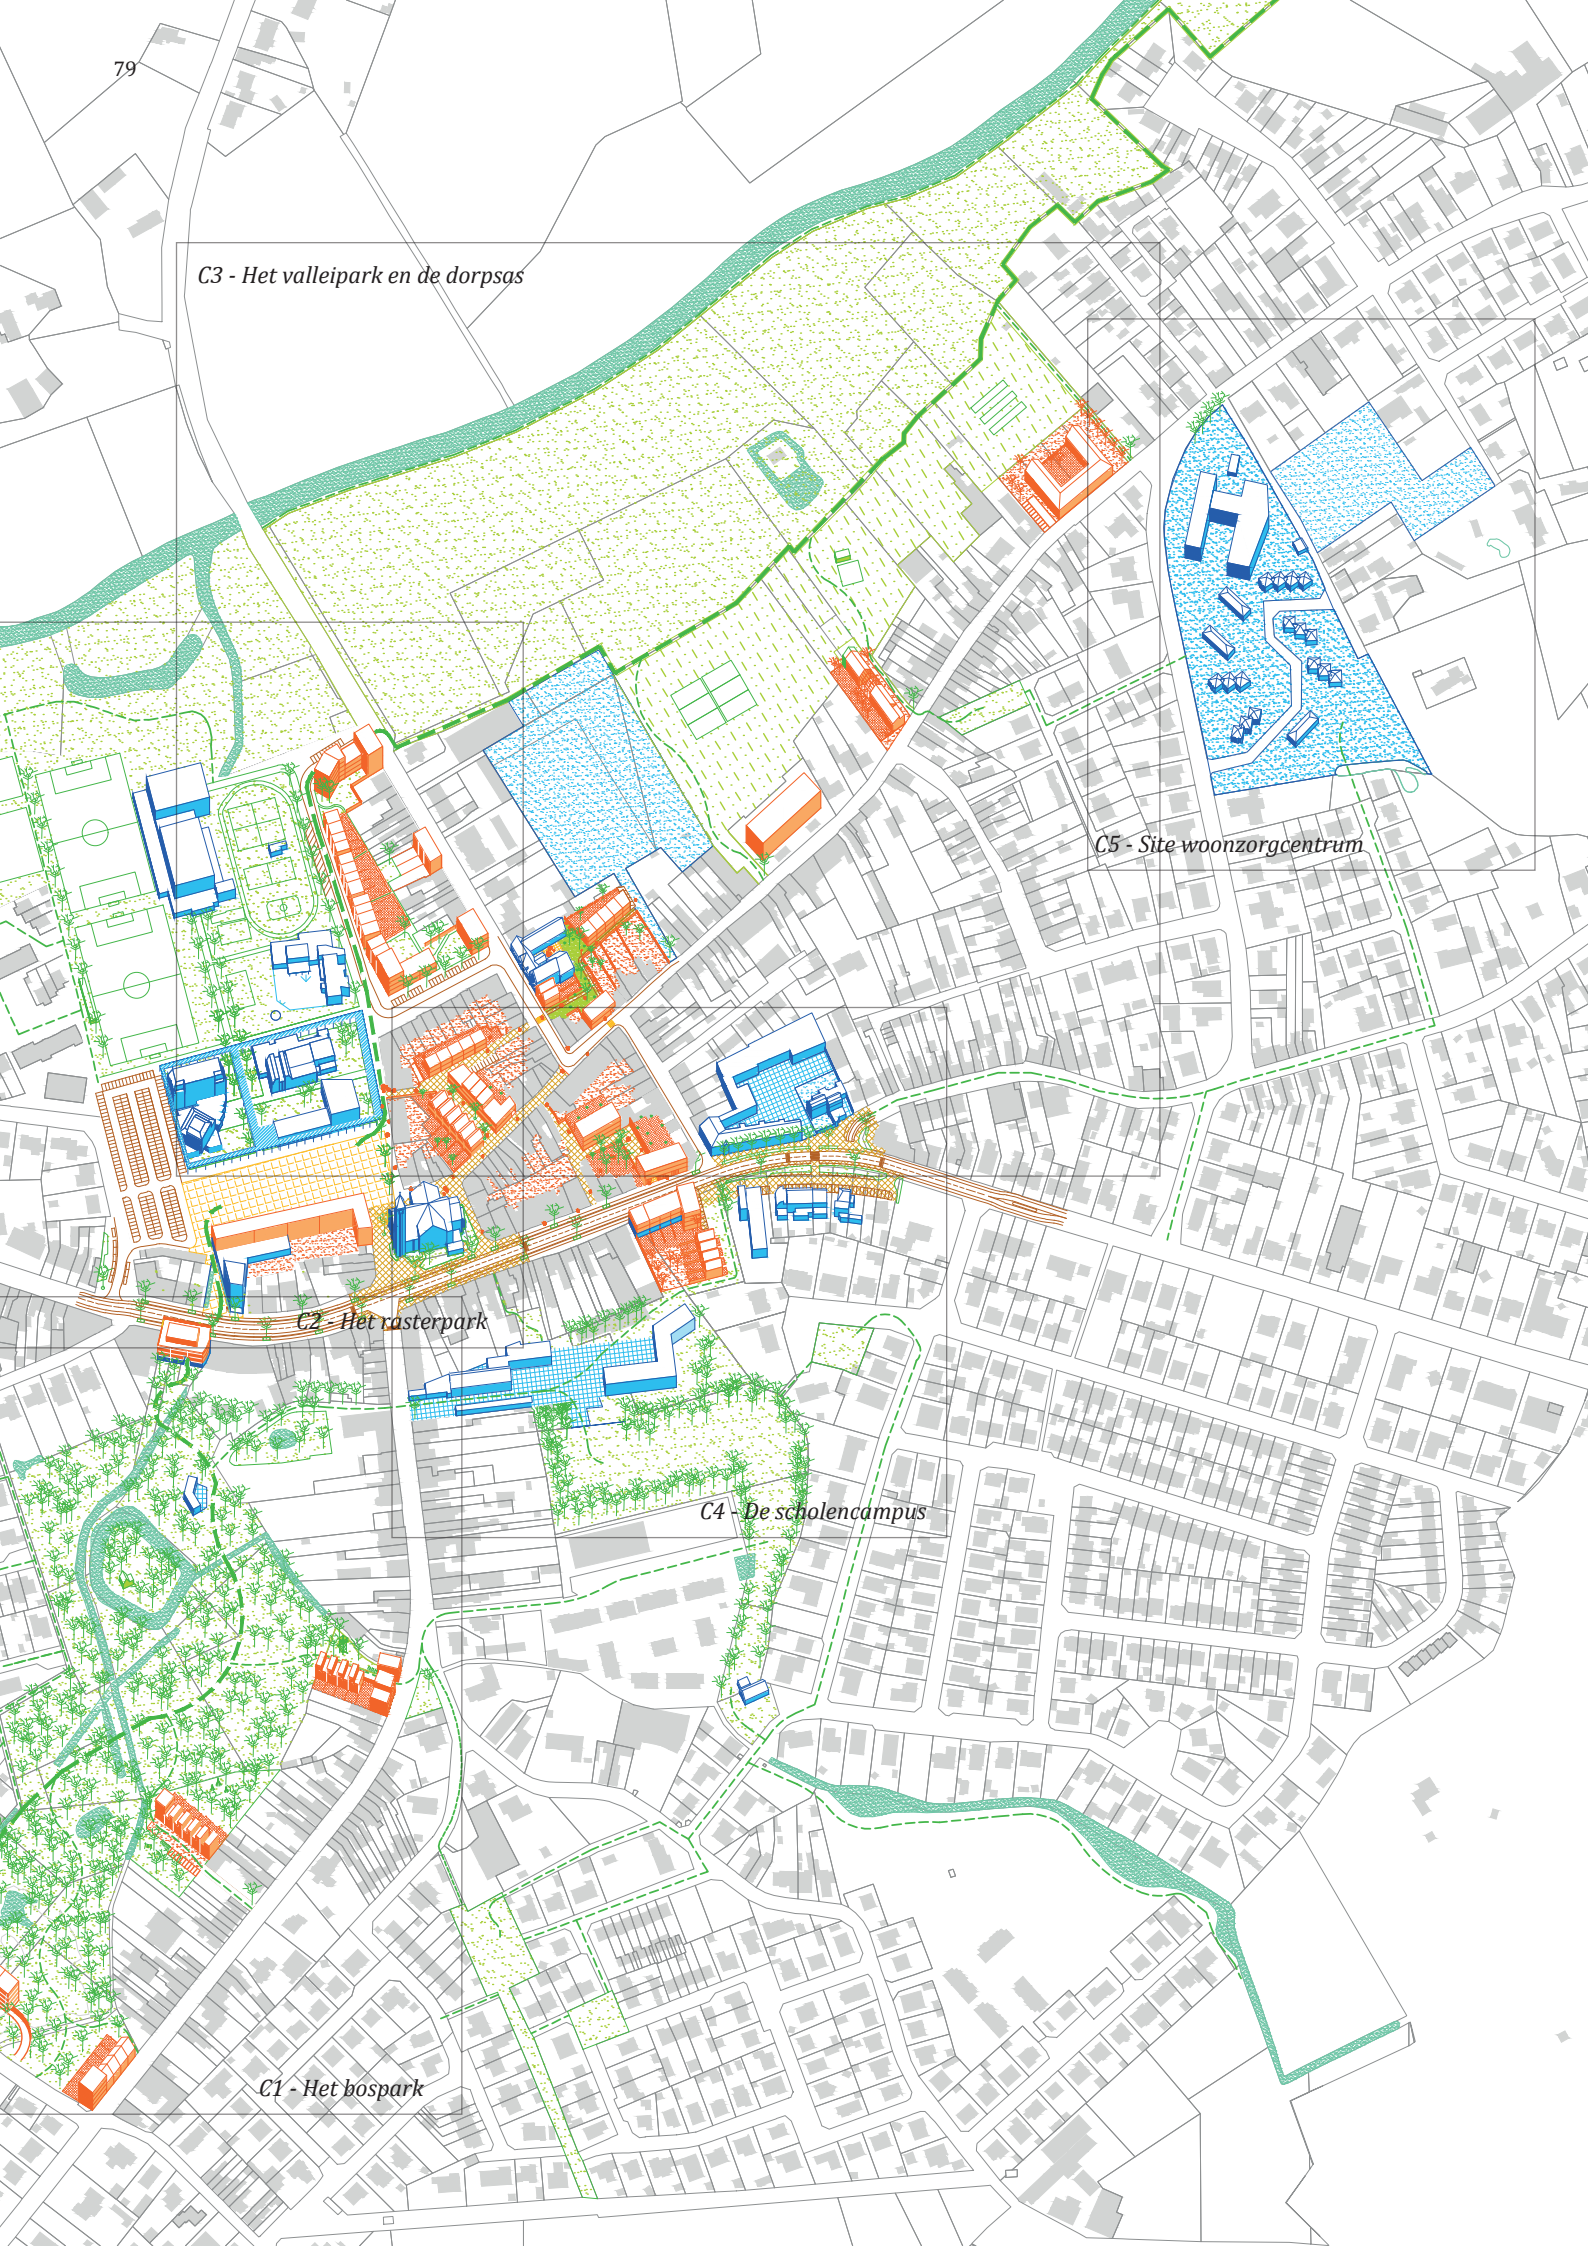 79
C3 - Het valleipark en de dorpsas
C5 - Site woonzorgcentrum
C2 - Het rasterpark
C4 - De scholencampus
C1 - Het bospark